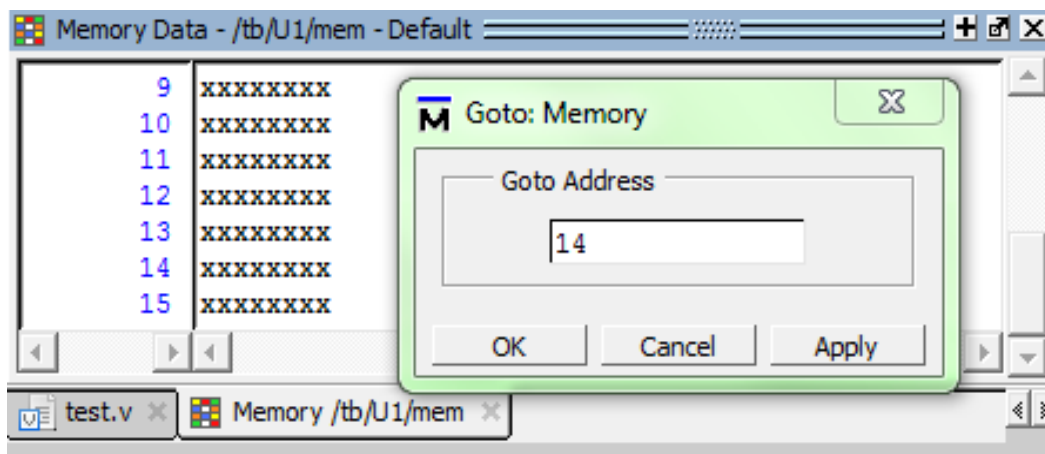 Memory Data - /tb/U1/mem - Default
9 xxxxxxxx
10 xxxxxxxx
11 xxxxxxxx
12 xxxxxxxx
13 xxxxxxxx
14 xxxxxxxx
15 xxxxxxxx
Goto: Memory
Goto Address
14
OK Cancel Apply
test.v Memory /tb/U1/mem